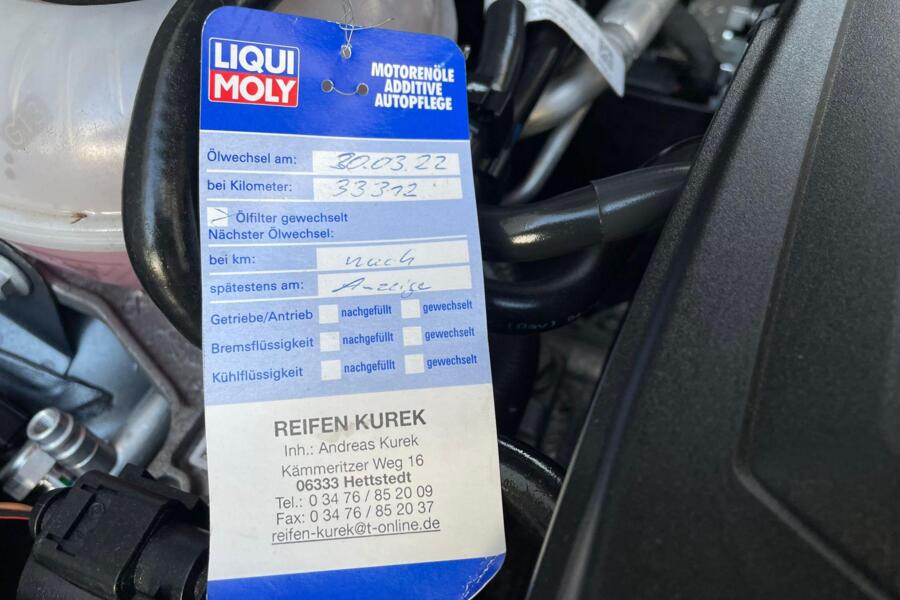 LIQUI
MOLY
MOTORENÖLE
ADDITIVE
AUTOPFLEGE
Ölwechsel am: 30.03.22
bei Kilometer: 33312
Ölfilter gewechselt
Nächster Ölwechsel:
bei km: nach
spätestens am: Anzeige
Getriebe/Antrieb nachgefüllt gewechselt
Bremsflüssigkeit nachgefüllt gewechselt
Kühlflüssigkeit nachgefüllt gewechselt
REIFEN KUREK
Inh.: Andreas Kurek
Kämmeritzer Weg 16
06333 Hettstedt
Tel.: 0 34 76 / 85 20 09
Fax: 0 34 76 / 85 20 37
reifen-kurek@t-online.de